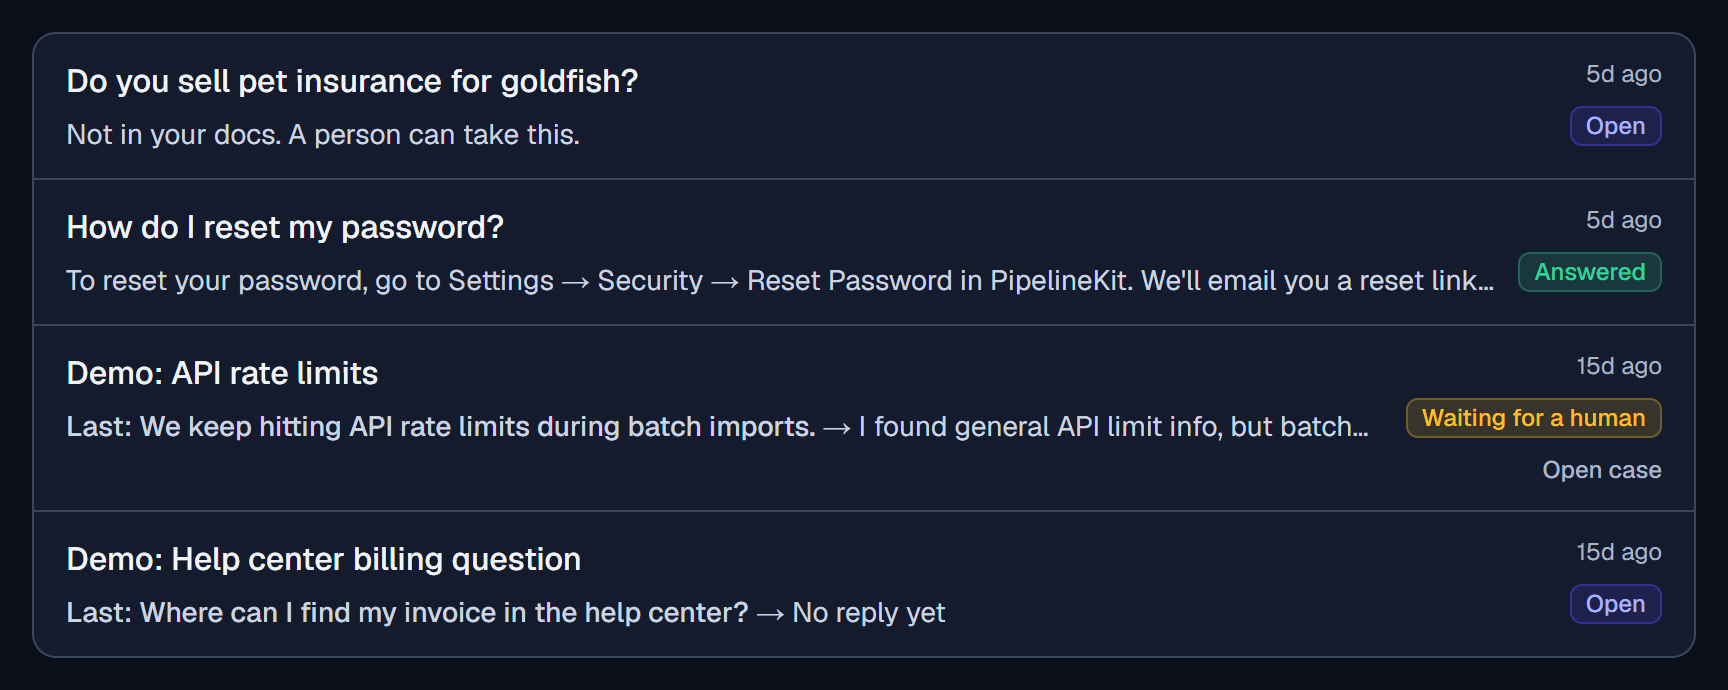 Do you sell pet insurance for goldfish?
5d ago
Not in your docs. A person can take this.
Open
How do I reset my password?
5d ago
To reset your password, go to Settings → Security → Reset Password in PipelineKit. We'll email you a reset link...
Answered
Demo: API rate limits
15d ago
Last: We keep hitting API rate limits during batch imports. → I found general API limit info, but batch...
Waiting for a human
Open case
Demo: Help center billing question
15d ago
Last: Where can I find my invoice in the help center? → No reply yet
Open